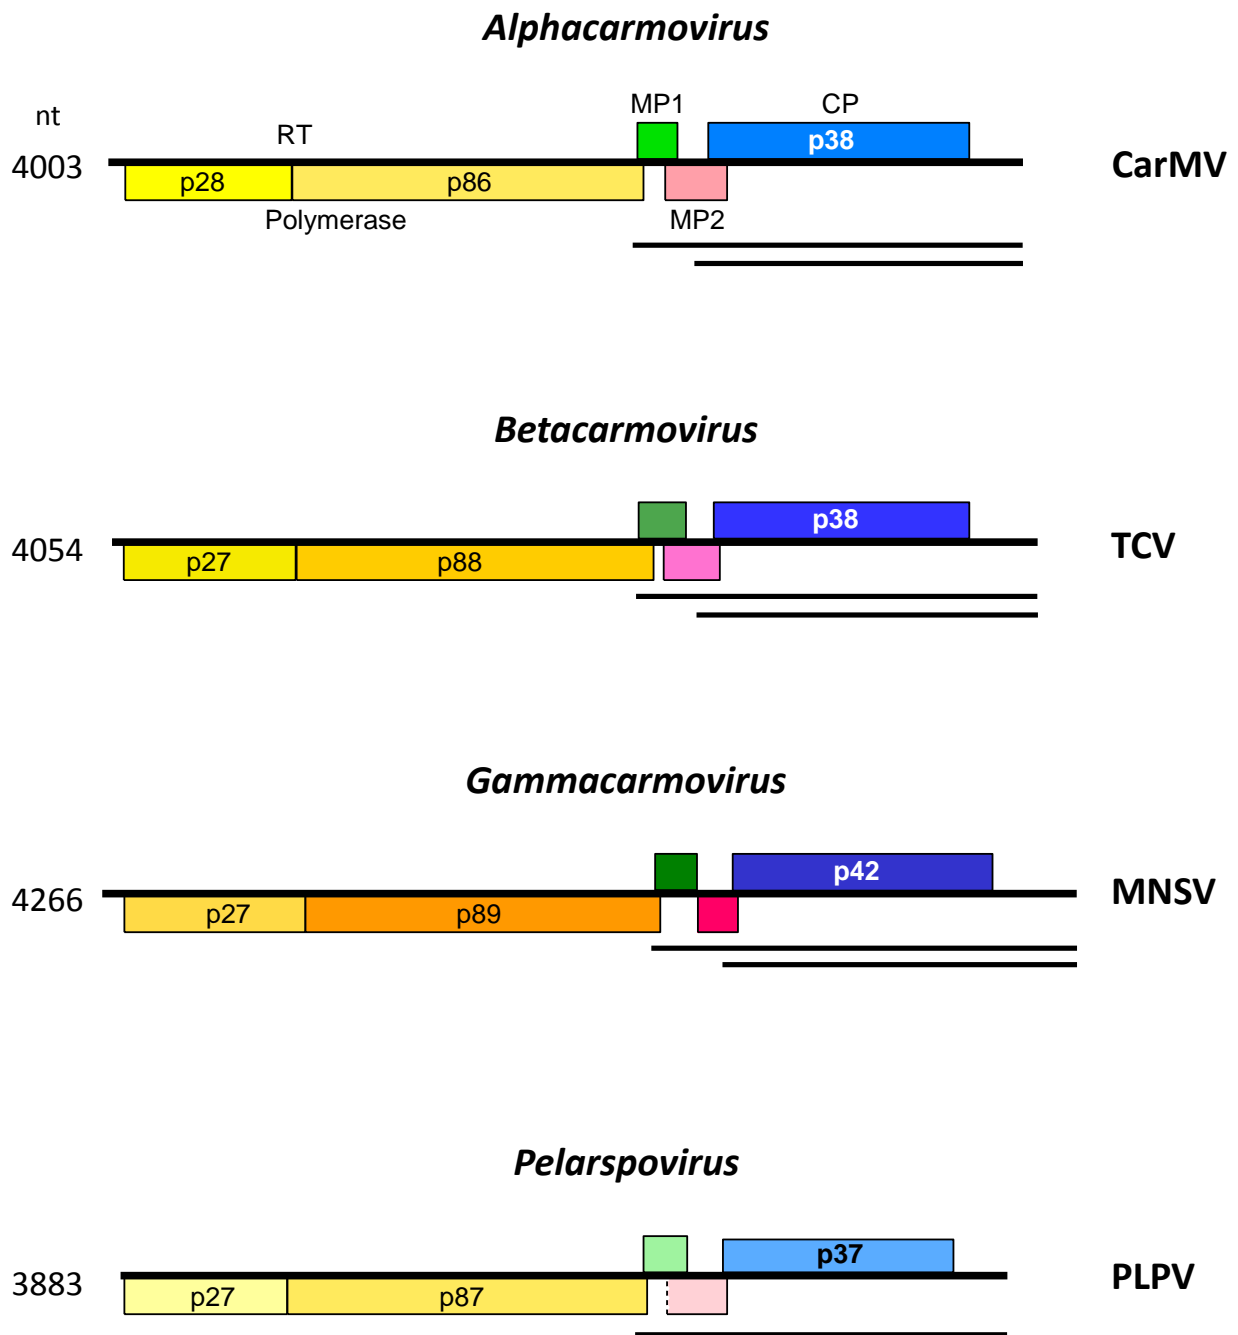 Alphacarmovirus
nt
4003
RT
MP1
CP
p38
CarMV
p28
p86
Polymerase
MP2
Betacarmovirus
4054
p38
TCV
p27
p88
Gammacarmovirus
4266
p42
MNSV
p27
p89
Pelarspovirus
3883
p37
PLPV
p27
p87